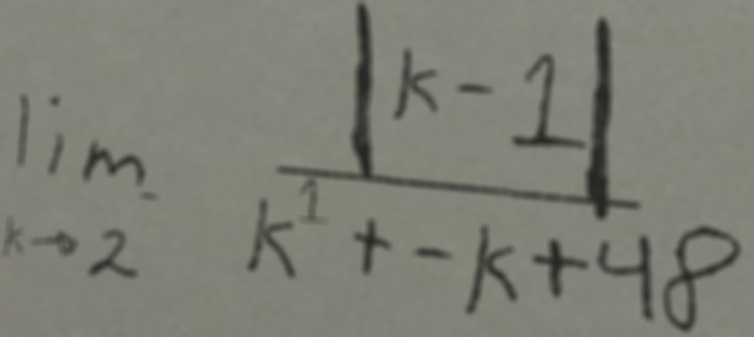 lim k→2 |k - 1| / k^1 + -k + 48